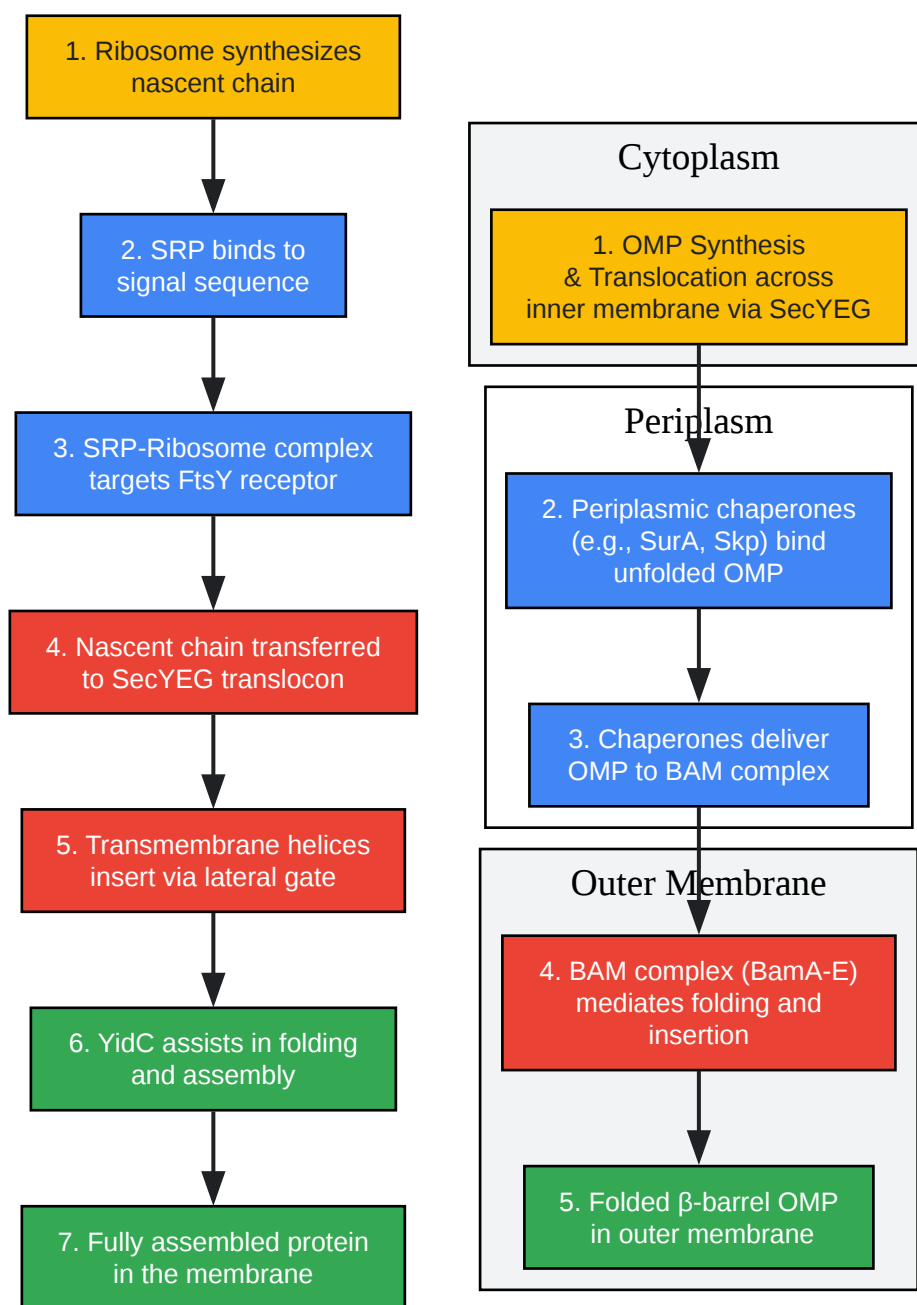 1. Ribosome synthesizes
nascent chain
2. SRP binds to
signal sequence
3. SRP-Ribosome complex
targets FtsY receptor
4. Nascent chain transferred
to SecYEG translocon
5. Transmembrane helices
insert via lateral gate
6. YidC assists in folding
and assembly
7. Fully assembled protein
in the membrane
Cytoplasm
1. OMP Synthesis
& Translocation across
inner membrane via SecYEG
Periplasm
2. Periplasmic chaperones
(e.g., SurA, Skp) bind
unfolded OMP
3. Chaperones deliver
OMP to BAM complex
Outer Membrane
4. BAM complex (BamA-E)
mediates folding and
insertion
5. Folded β-barrel OMP
in outer membrane